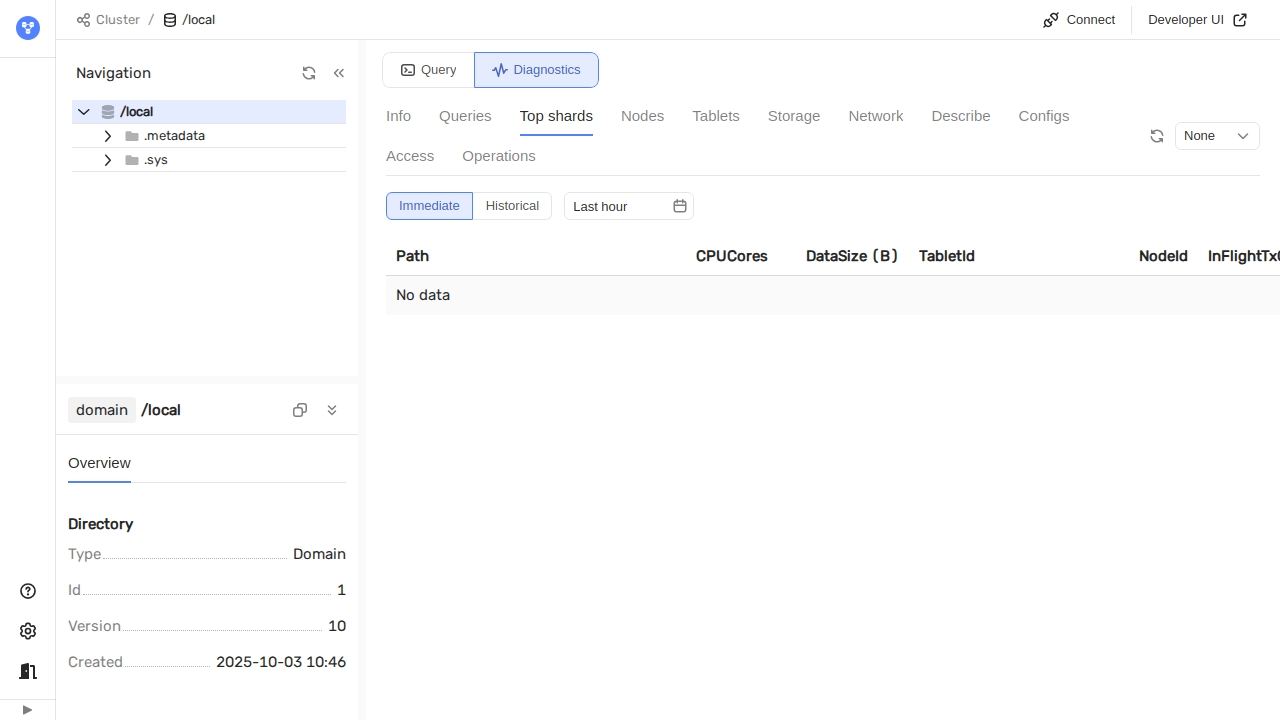 Cluster / /local
Connect
Developer UI
Navigation
/local
.metadata
.sys
domain /local
Overview
Directory
Type Domain
Id 1
Version 10
Created 2025-10-03 10:46
Query
Diagnostics
Info
Queries
Top shards
Nodes
Tablets
Storage
Network
Describe
Configs
Access
Operations
None
Immediate
Historical
Last hour
Path CPUCores DataSize (B) TabletId NodeId InFlightTx
No data